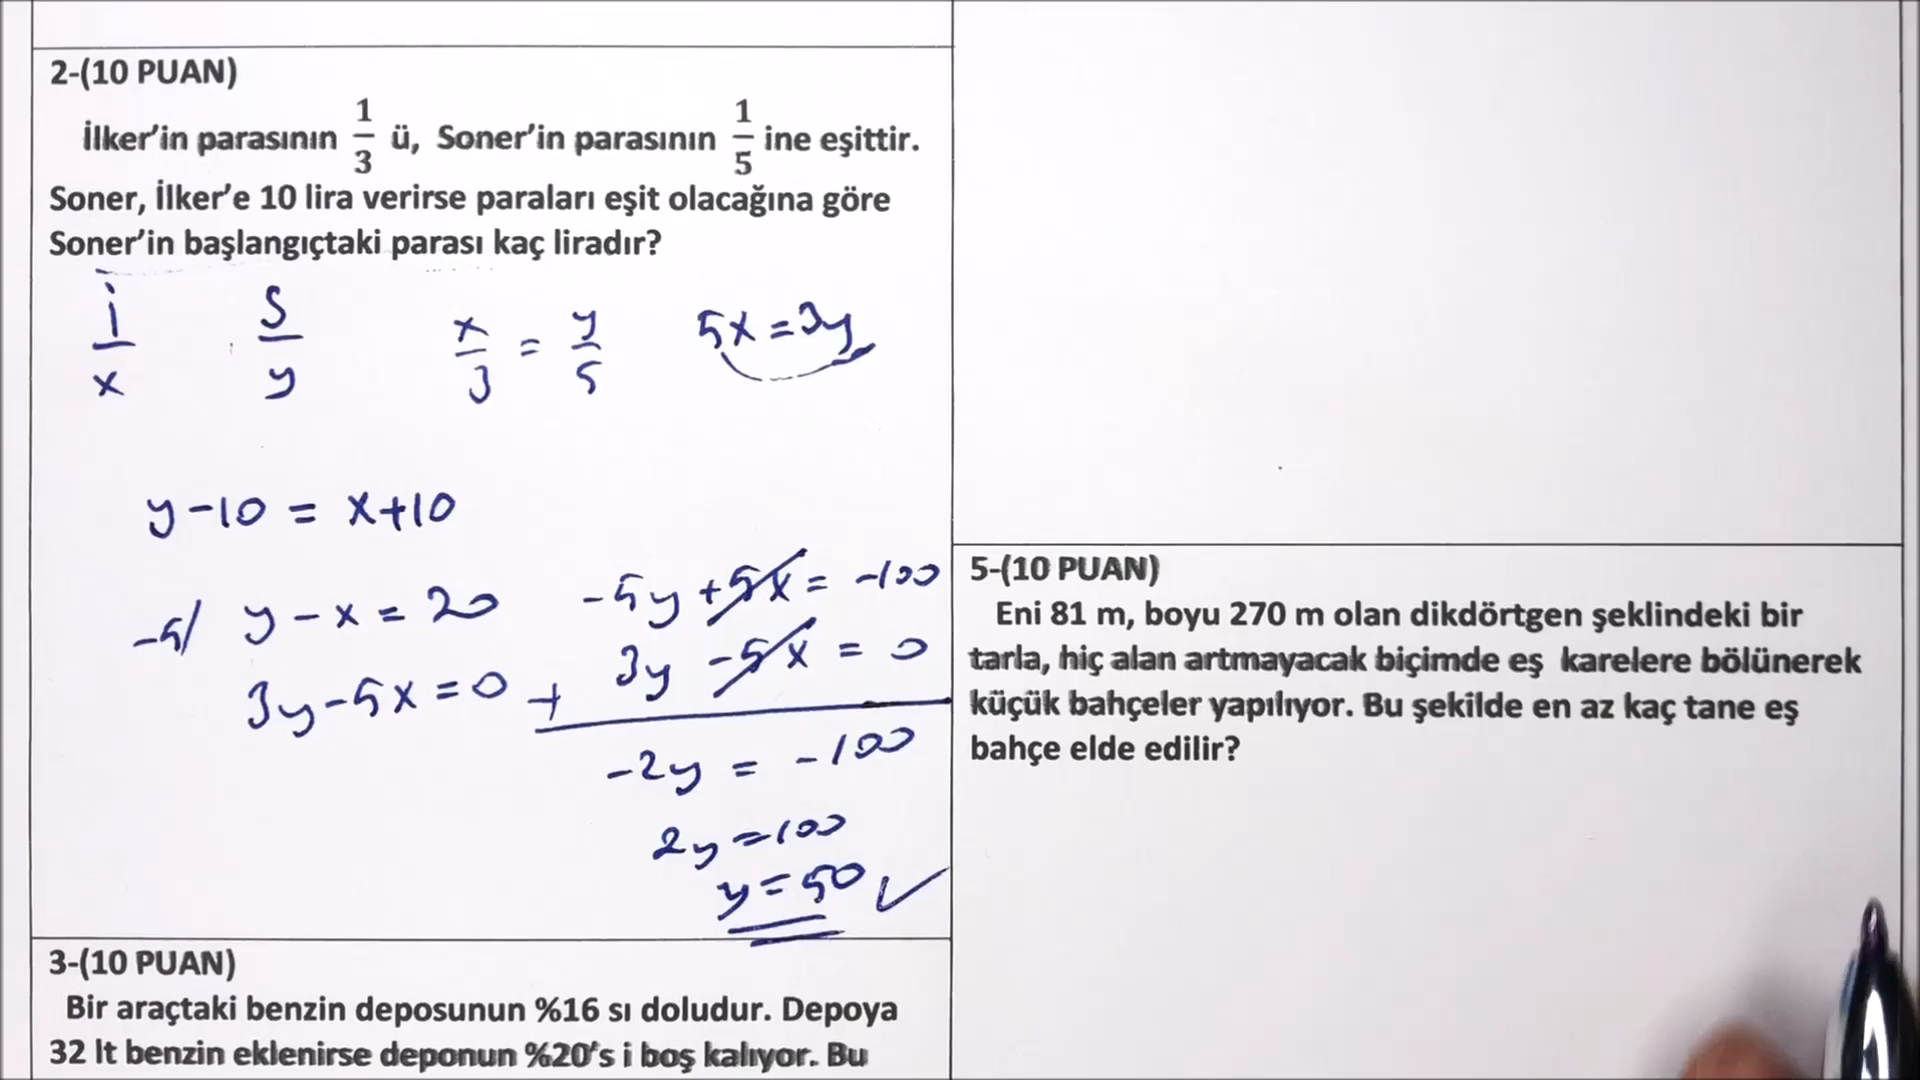 2-(10 PUAN)
İlker’in parasının 1/3 ü, Soner’in parasının 1/5 ine eşittir.
Soner, İlker’e 10 lira verirse paraları eşit olacağına göre
Soner’in başlangıçtaki parası kaç liradır?
i S
x y
x/3 = y/5
5x = 3y
y - 10 = x + 10
-5/ y - x = 20
3y - 5x = 0
-5y + 5x = -100
+ 3y - 5x = 0
-2y = -100
2y = 100
y = 50 ✓
3-(10 PUAN)
Bir araçtaki benzin deposunun %16 sı doludur. Depoya
32 lt benzin eklenirse deponun %20’s i boş kalıyor. Bu
5-(10 PUAN)
Eni 81 m, boyu 270 m olan dikdörtgen şeklindeki bir
tarla, hiç alan artmayacak biçimde eş karelere bölünerek
küçük bahçeler yapılıyor. Bu şekilde en az kaç tane eş
bahçe elde edilir?